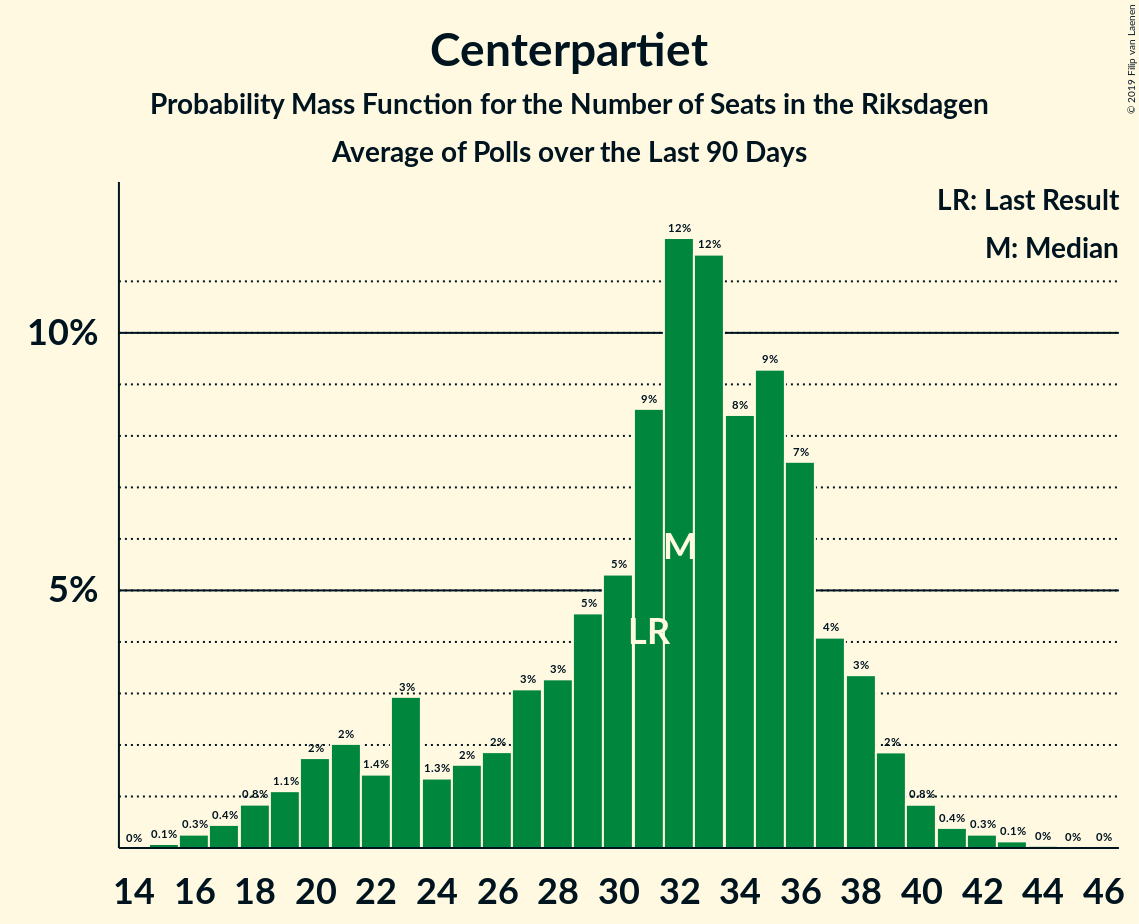 Centerpartiet
Probability Mass Function for the Number of Seats in the Riksdagen
Average of Polls over the Last 90 Days
© 2019 Filip van Laenen
LR: Last Result
M: Median
10%
5%
0% 0.1% 0.3% 0.4% 0.8% 1.1% 2% 2% 1.4% 3% 1.3% 2% 2% 3% 3% 5% 5% 9% 12% 12% 8% 9% 7% 4% 3% 2% 0.8% 0.4% 0.3% 0.1% 0% 0% 0%
M
LR
14 16 18 20 22 24 26 28 30 32 34 36 38 40 42 44 46